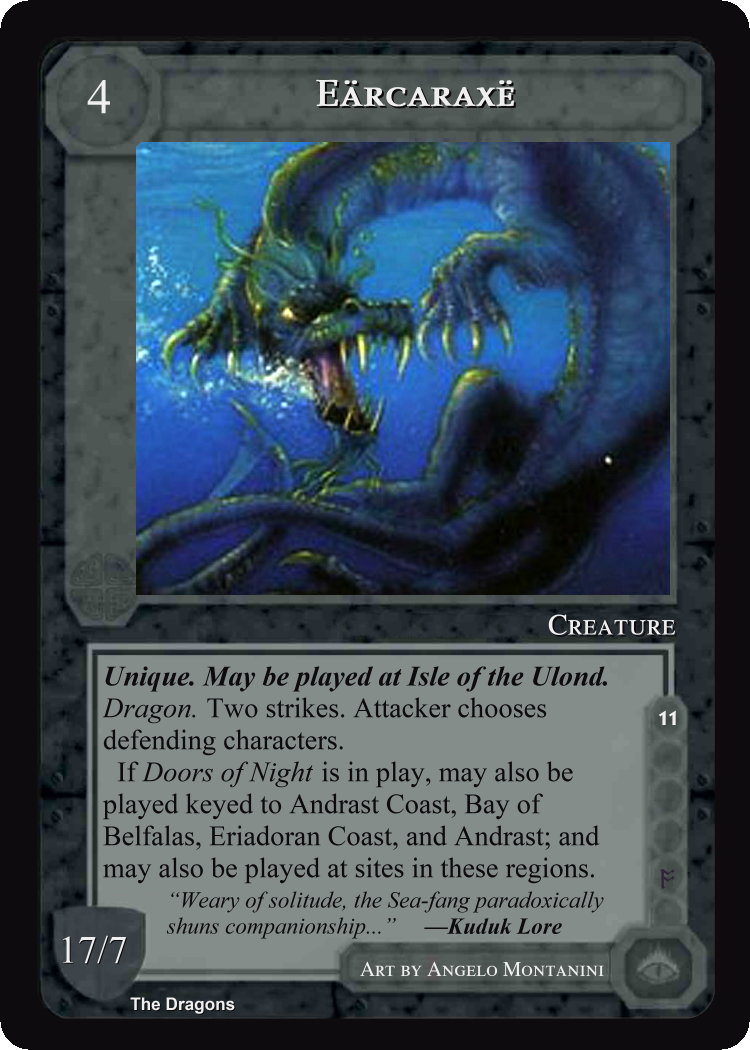 4
Eärcaraxë
Creature
Unique. May be played at Isle of the Ulond.
Dragon. Two strikes. Attacker chooses
defending characters.
If Doors of Night is in play, may also be
played keyed to Andrast Coast, Bay of
Belfalas, Eriadoran Coast, and Andrast; and
may also be played at sites in these regions.
"Weary of solitude, the Sea-fang paradoxically
shuns companionship..." —Kuduk Lore
11
17/7
Art by Angelo Montanini
The Dragons